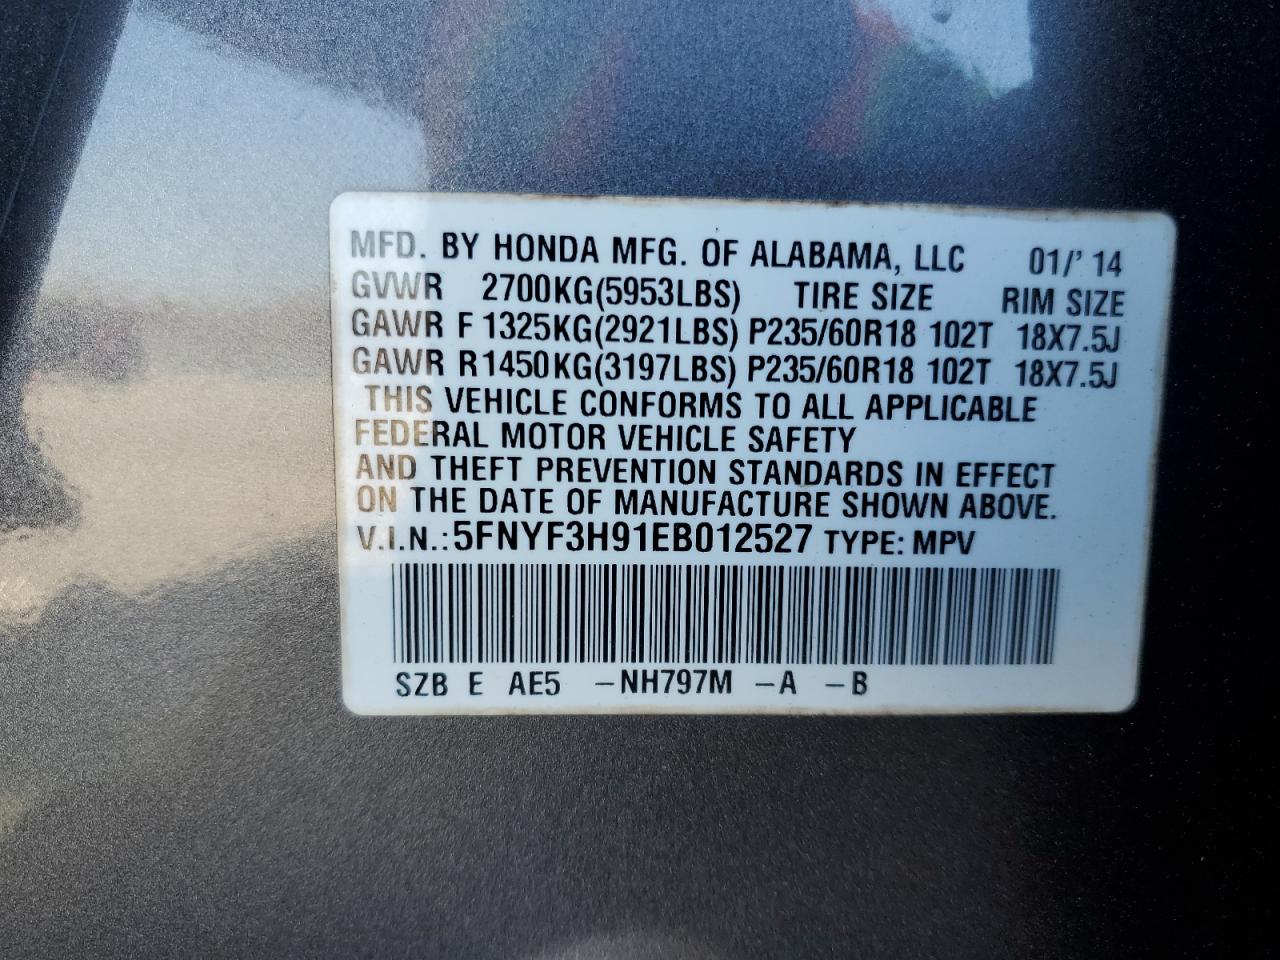 MFD. BY HONDA MFG. OF ALABAMA, LLC 01/' 14
GVWR 2700KG(5953LBS) TIRE SIZE RIM SIZE
GAWR F 1325KG(2921LBS) P235/60R18 102T 18X7.5J
GAWR R1450KG(3197LBS) P235/60R18 102T 18X7.5J
THIS VEHICLE CONFORMS TO ALL APPLICABLE
FEDERAL MOTOR VEHICLE SAFETY
AND THEFT PREVENTION STANDARDS IN EFFECT
ON THE DATE OF MANUFACTURE SHOWN ABOVE.
V.I.N.: 5FNYF3H91EB012527 TYPE: MPV
SZB E AE5 -NH797M -A -B